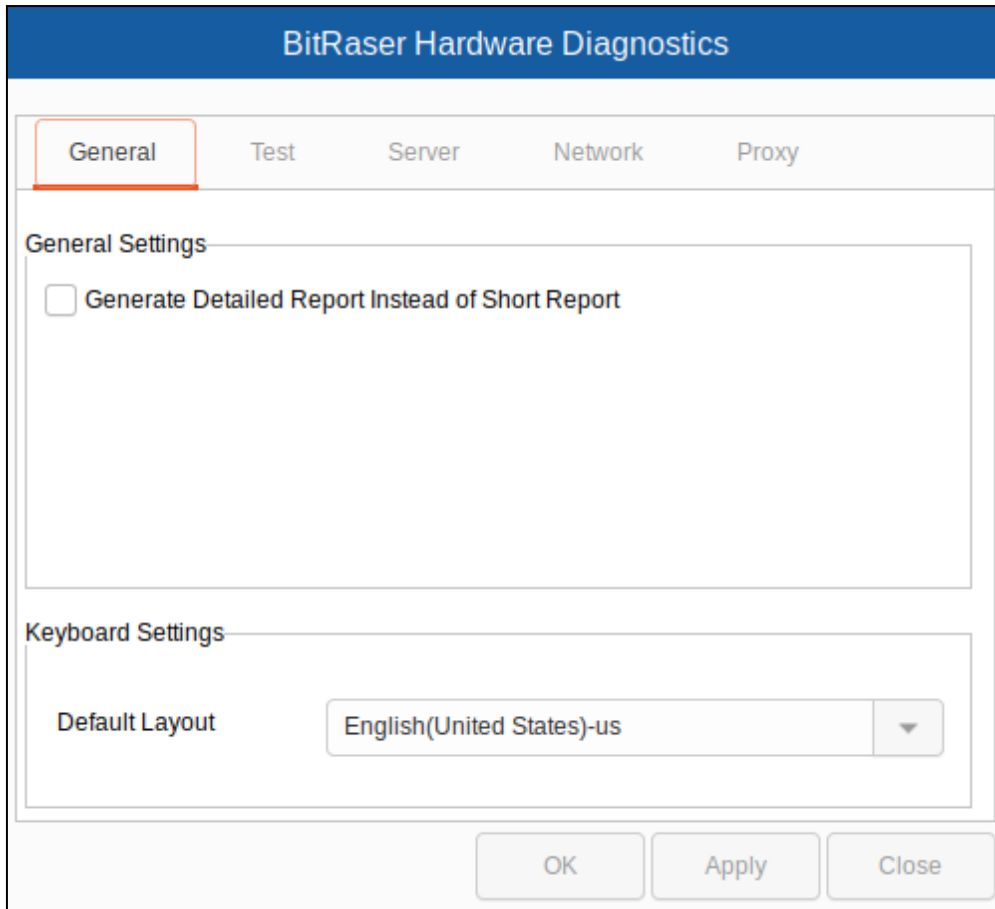 BitRaser Hardware Diagnostics
General Test Server Network Proxy
General Settings
Generate Detailed Report Instead of Short Report
Keyboard Settings
Default Layout English(United States)-us
OK Apply Close